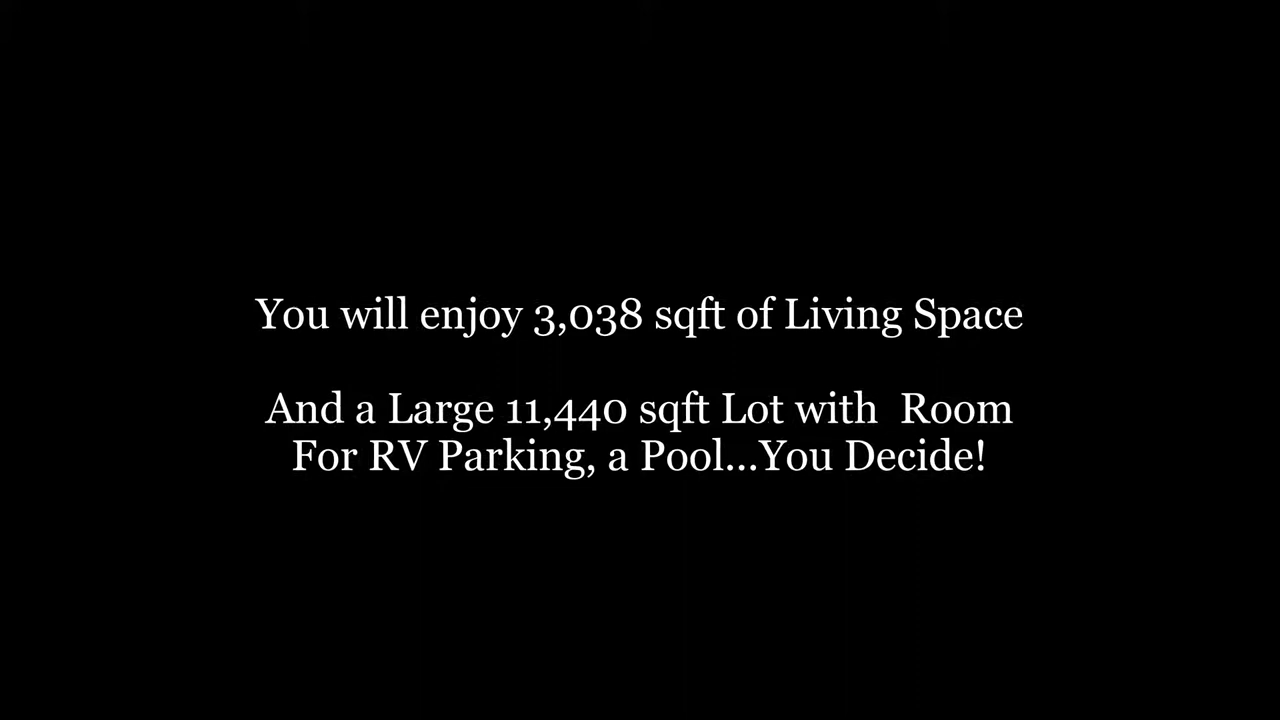 You will enjoy 3,038 sqft of Living Space
And a Large 11,440 sqft Lot with  Room
For RV Parking, a Pool...You Decide!